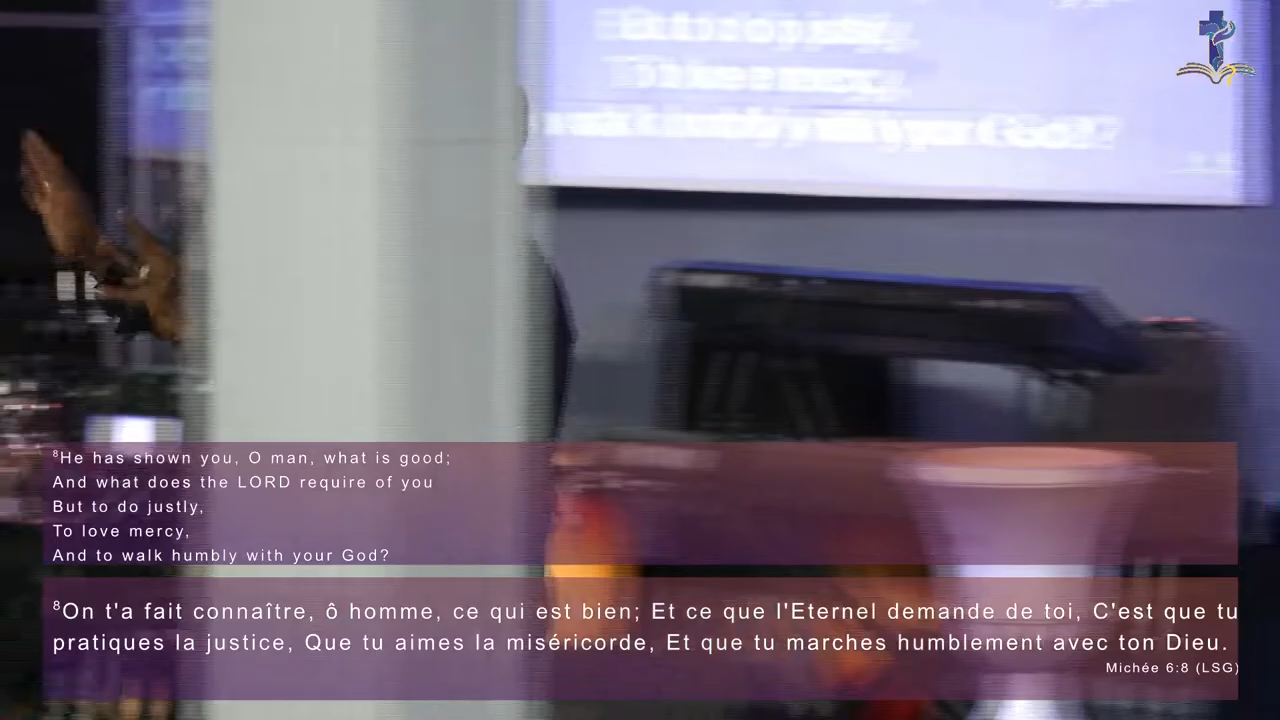 ⁸He has shown you, O man, what is good;
And what does the LORD require of you
But to do justly,
To love mercy,
And to walk humbly with your God?
⁸On t'a fait connaître, ô homme, ce qui est bien; Et ce que l'Eternel demande de toi, C'est que tu
pratiques la justice, Que tu aimes la miséricorde, Et que tu marches humblement avec ton Dieu.
Michée 6:8 (LSG)